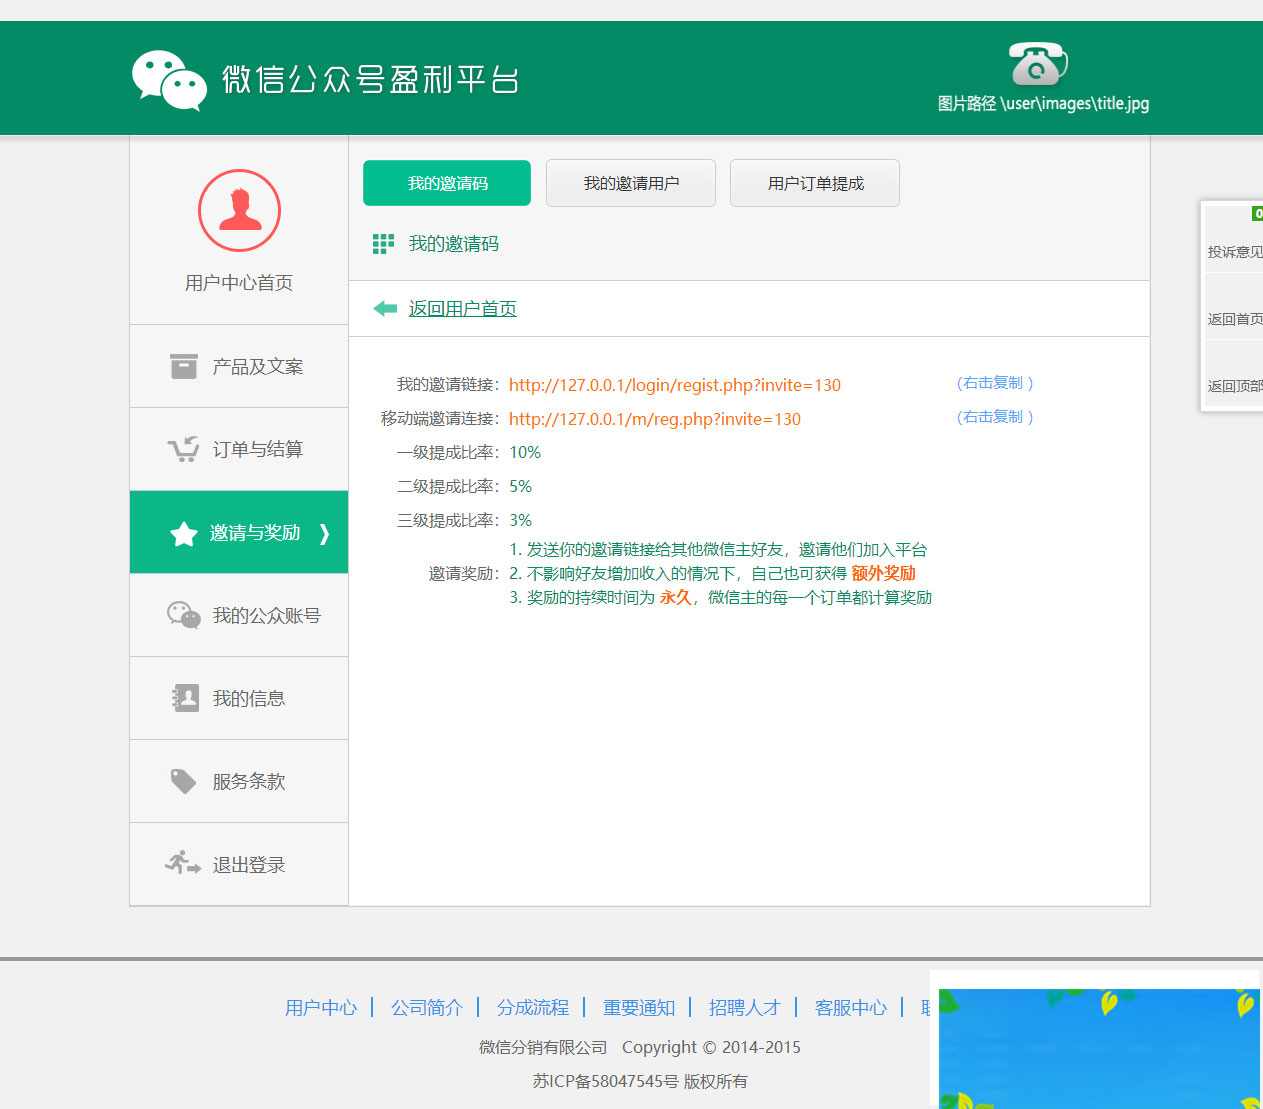 微信公众号盈利平台
图片路径 \user\images\title.jpg
用户中心首页
产品及文案
订单与结算
邀请与奖励
我的公众账号
我的信息
服务条款
退出登录
我的邀请码
我的邀请用户
用户订单提成
我的邀请码
返回用户首页
我的邀请链接：http://127.0.0.1/login/regist.php?invite=130 （右击复制 ）
移动端邀请连接：http://127.0.0.1/m/reg.php?invite=130 （右击复制 ）
一级提成比率：10%
二级提成比率：5%
三级提成比率：3%
邀请奖励：
1. 发送你的邀请链接给其他微信主好友，邀请他们加入平台
2. 不影响好友增加收入的情况下，自己也可获得 额外奖励
3. 奖励的持续时间为 永久，微信主的每一个订单都计算奖励
0
投诉意见
返回首页
返回顶部
用户中心 | 公司简介 | 分成流程 | 重要通知 | 招聘人才 | 客服中心 |
微信分销有限公司 Copyright © 2014-2015
苏ICP备58047545号 版权所有